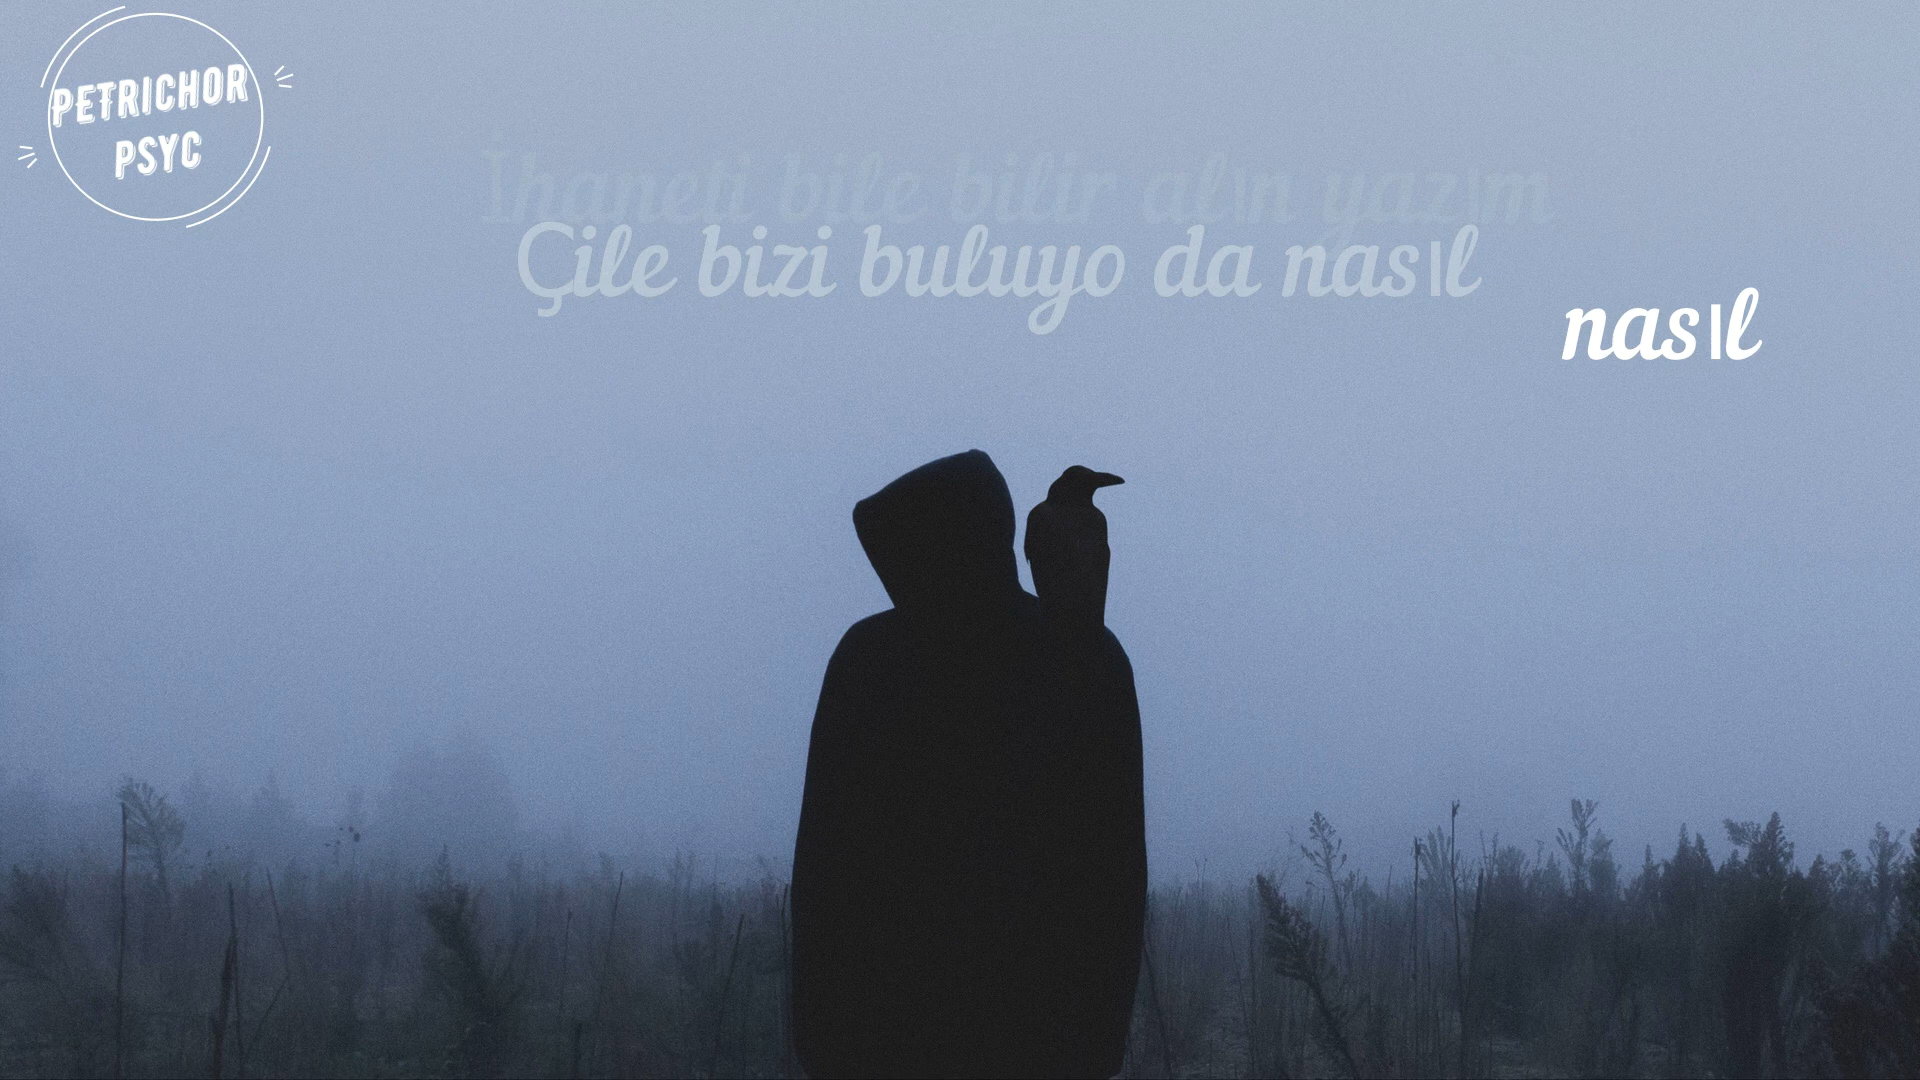 PETRICHOR
PSYC
İhaneti bile bilir alın yazım
Çile bizi buluyo da nasıl
nasıl